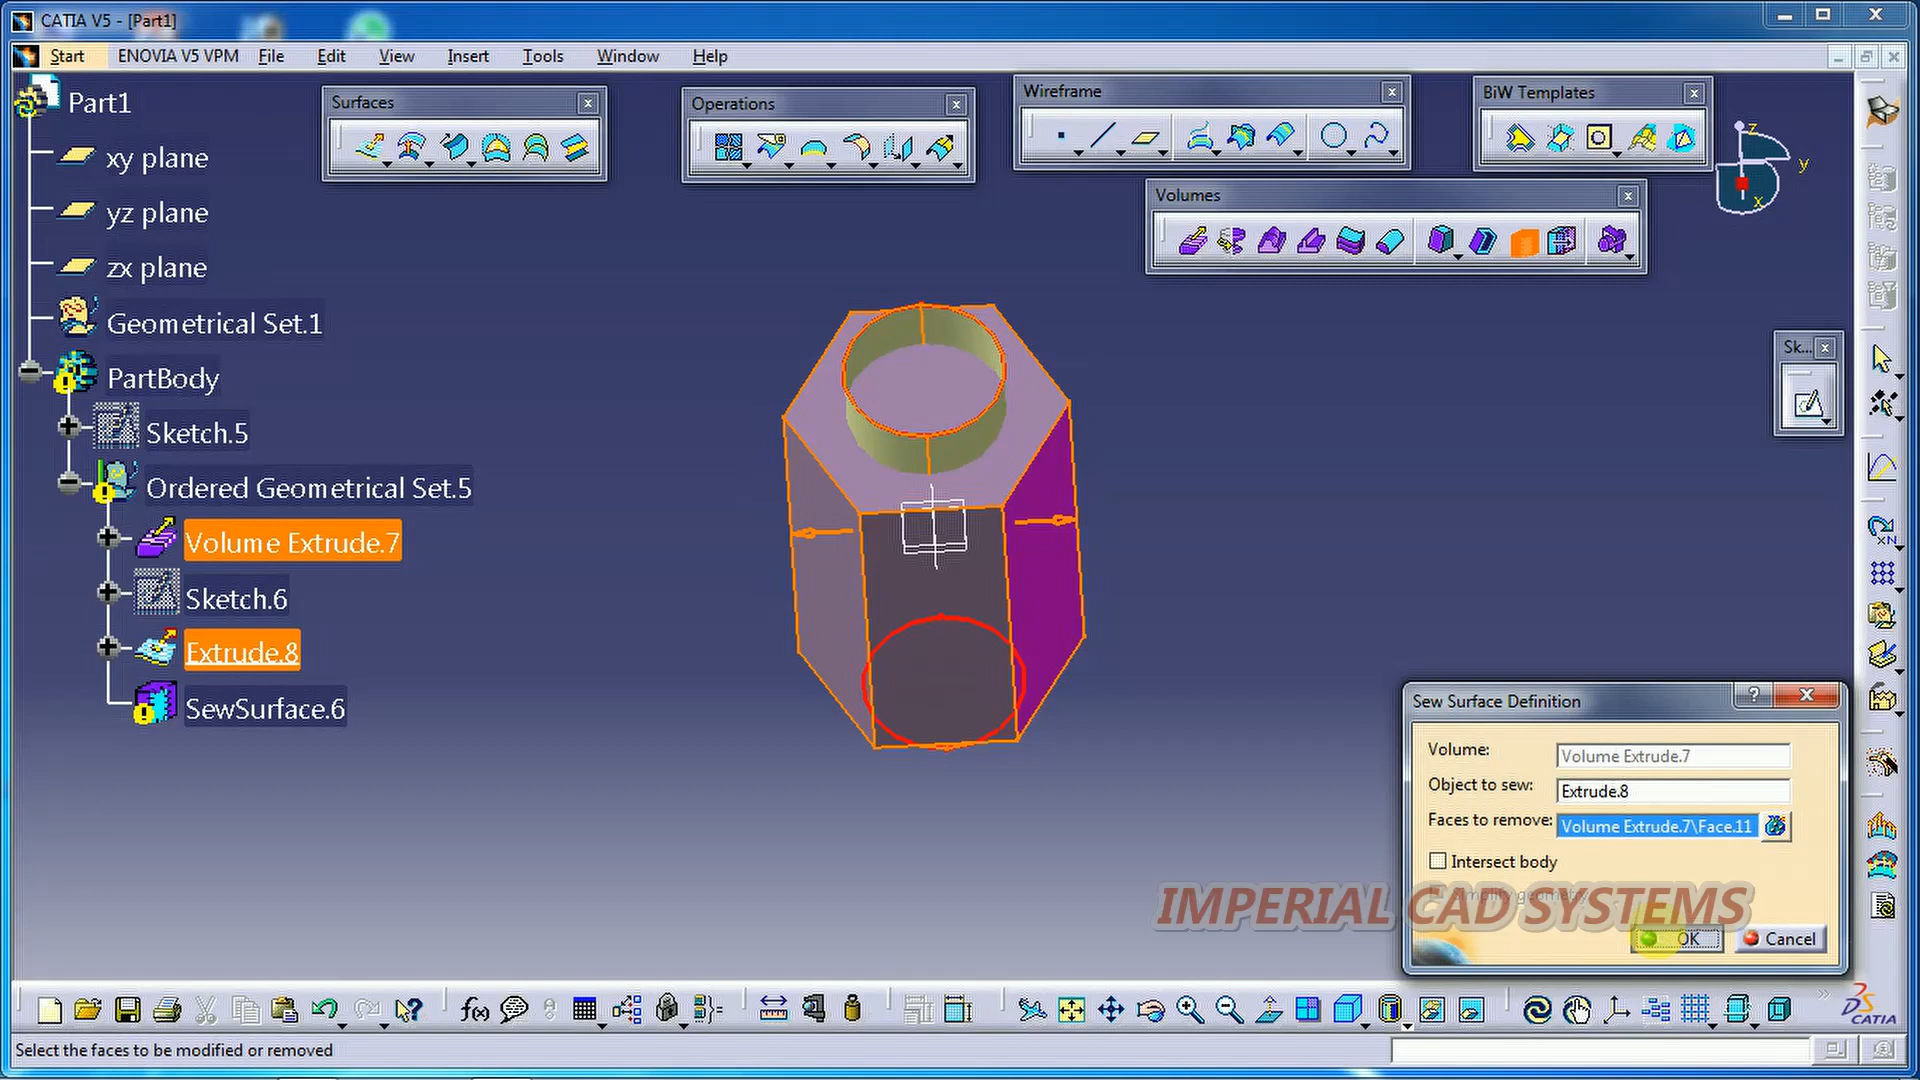 CATIA V5 - [Part1]
Start ENOVIA V5 VPM File Edit View Insert Tools Window Help
Part1
xy plane
yz plane
zx plane
Geometrical Set.1
PartBody
Sketch.5
Ordered Geometrical Set.5
Volume Extrude.7
Sketch.6
Extrude.8
SewSurface.6
Surfaces
Operations
Wireframe
BiW Templates
Volumes
z
y
x
Sk...
Sew Surface Definition
Volume: Volume Extrude.7
Object to sew: Extrude.8
Faces to remove: Volume Extrude.7\Face.11
Intersect body
Simplify geometry
IMPERIAL CAD SYSTEMS
OK Cancel
f(x)
XN
CATIA
Select the faces to be modified or removed